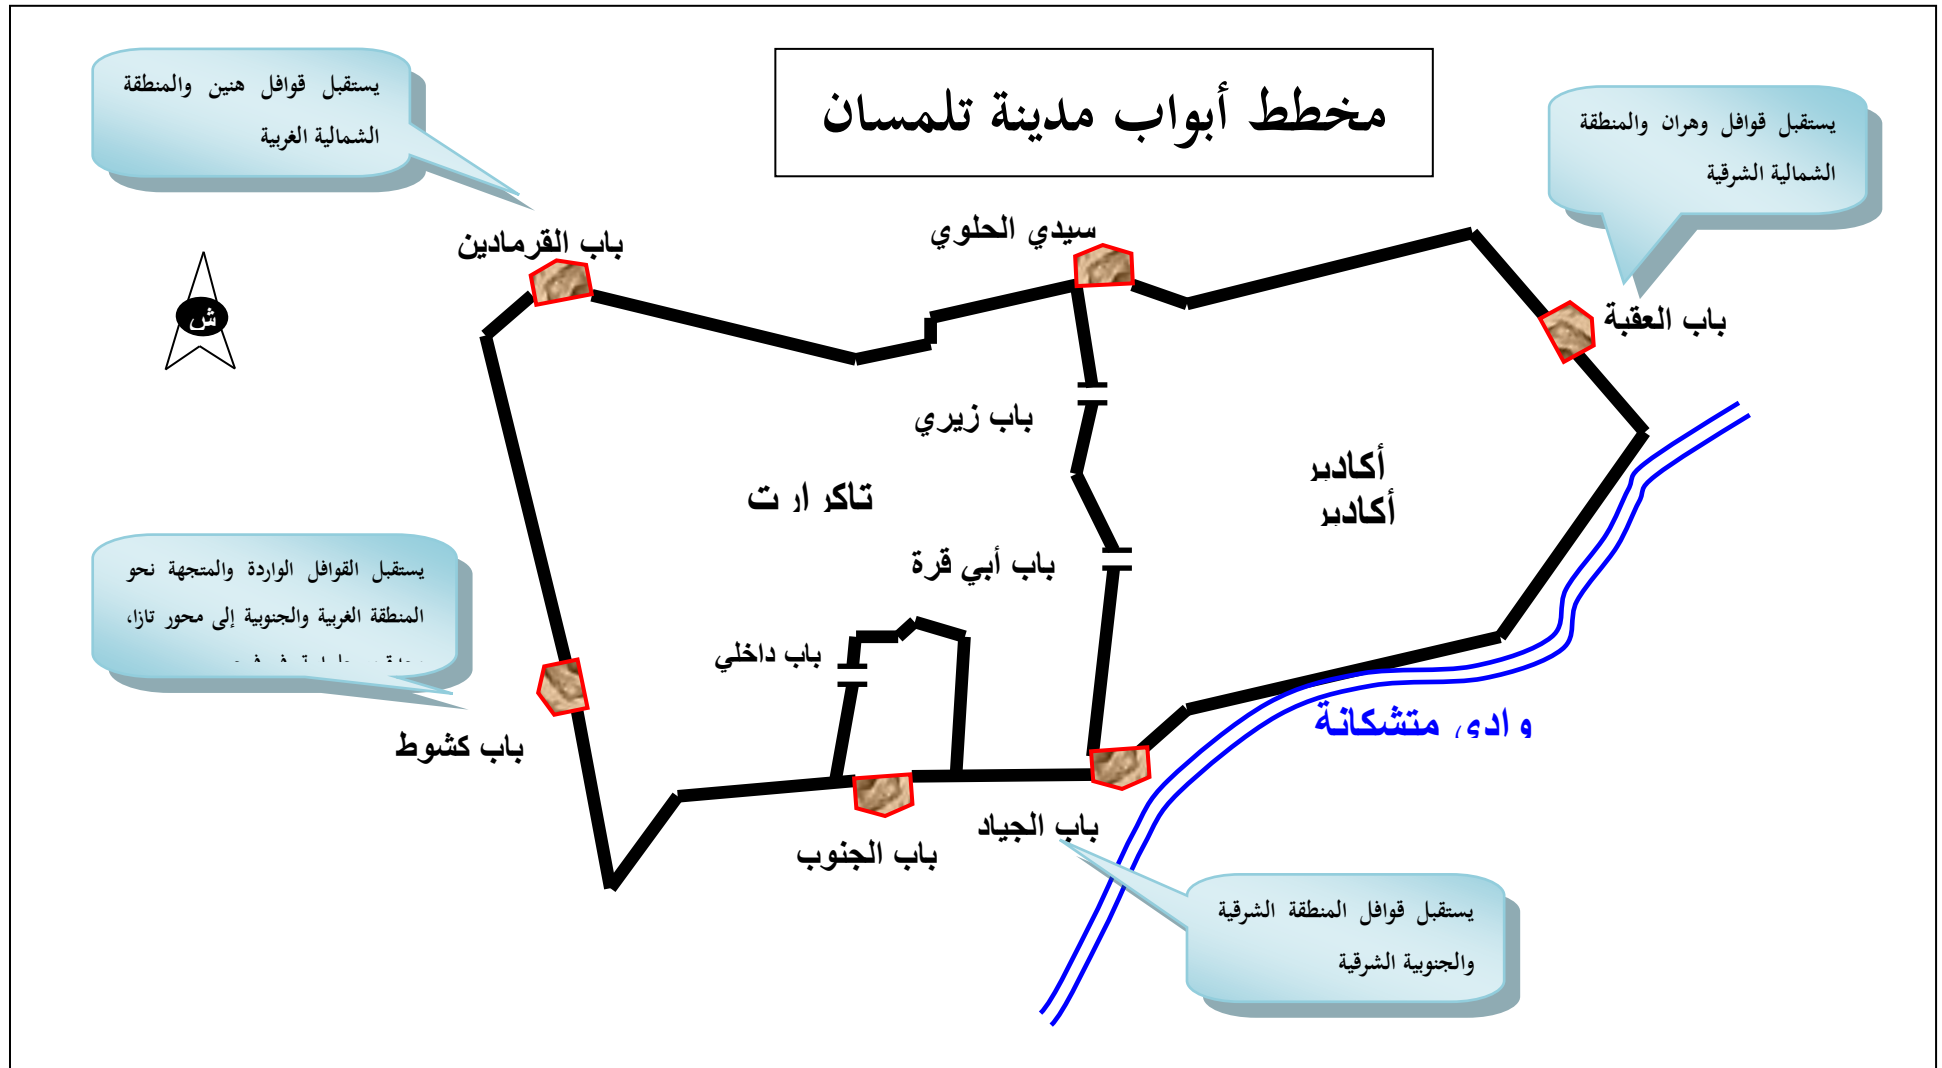 مخطط أبواب مدينة تلمسان
يستقبل قوافل هنين والمنطقة
الشمالية الغربية
يستقبل قوافل وهران والمنطقة
الشمالية الشرقية
باب القرمادين
سيدي الحلوي
باب العقبة
ش
باب زيري
أكادير
أكادير
تاكرارت
باب أبي قرة
يستقبل القوافل الواردة والمتجهة نحو
المنطقة الغربية والجنوبية إلى محور تازا،
باب داخلي
وادي متشكانة
باب كشوط
باب الجياد
باب الجنوب
يستقبل قوافل المنطقة الشرقية
والجنوبية الشرقية